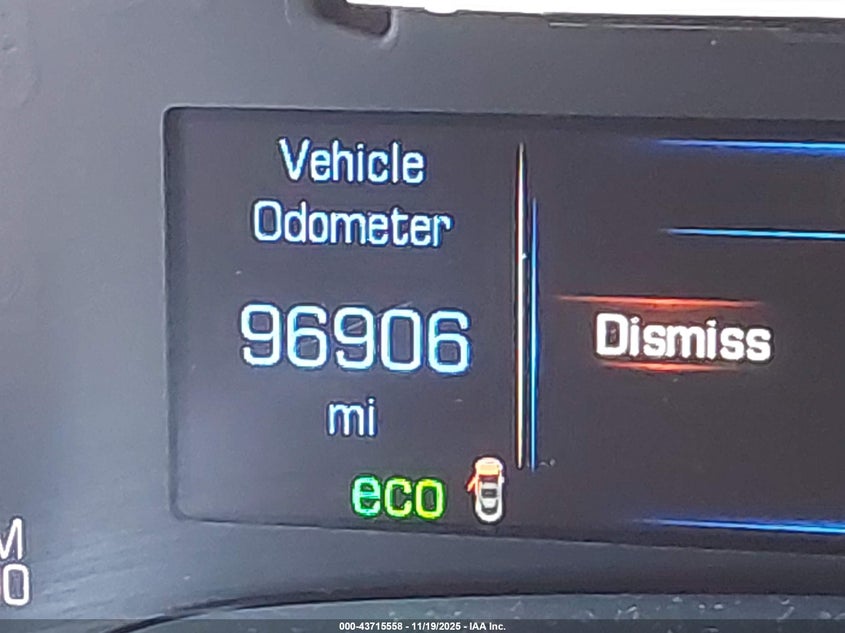 Vehicle
Odometer
96906
mi
Dismiss
eco
000-43715558 - 11/19/2025 - IAA Inc.